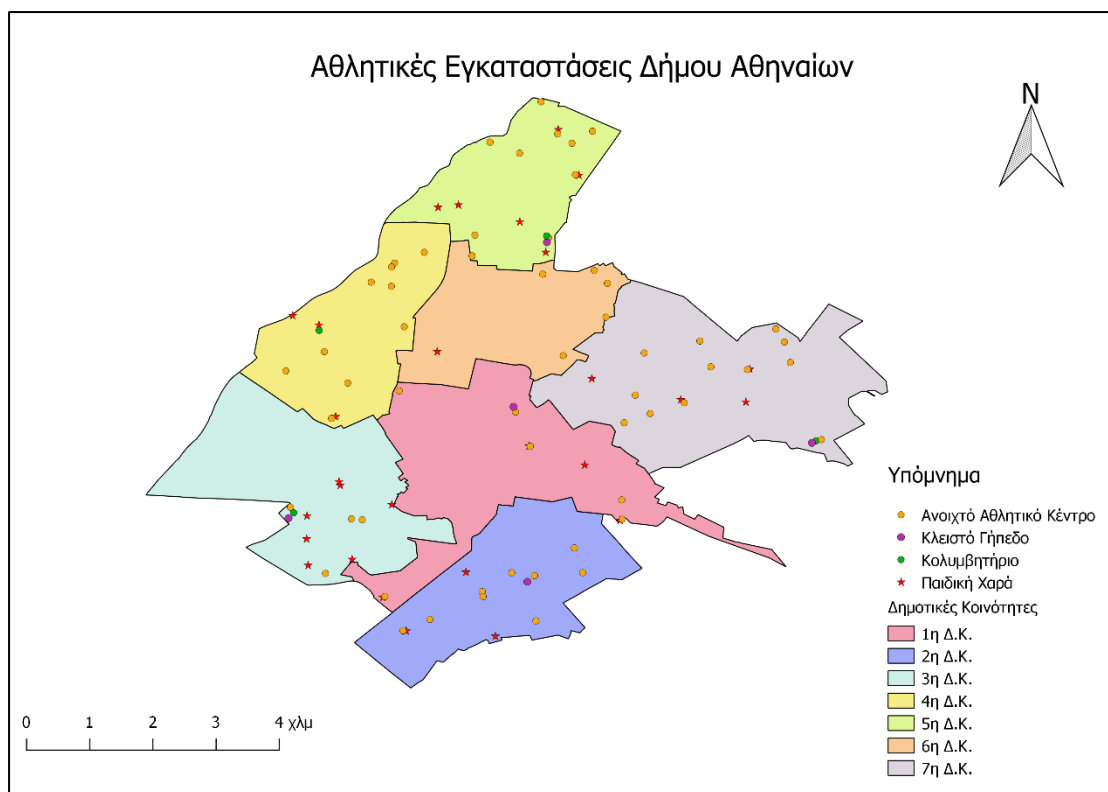 Αθλητικές Εγκαταστάσεις Δήμου Αθηναίων
N
Υπόμνημα
Ανοιχτό Αθλητικό Κέντρο
Κλειστό Γήπεδο
Κολυμβητήριο
Παιδική Χαρά
Δημοτικές Κοινότητες
1η Δ.Κ.
2η Δ.Κ.
3η Δ.Κ.
4η Δ.Κ.
5η Δ.Κ.
6η Δ.Κ.
7η Δ.Κ.
0 1 2 3 4 χλμ